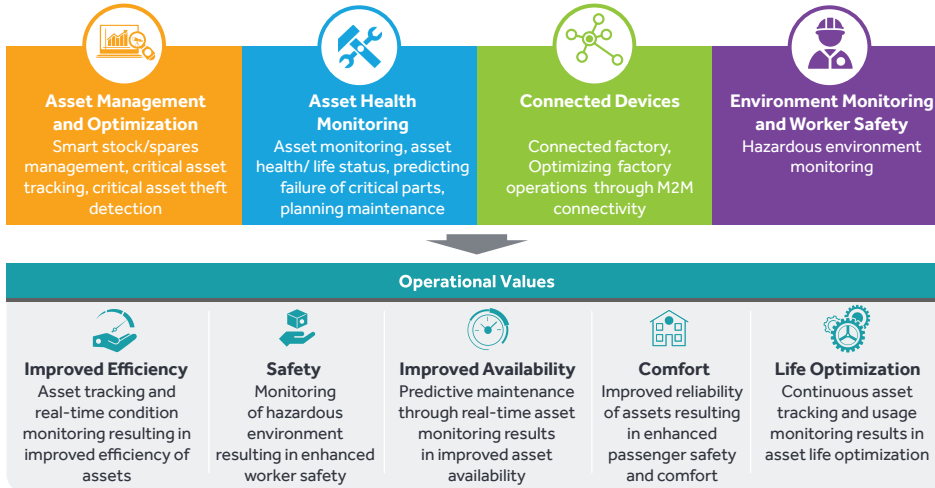 Asset Management
and Optimization
Smart stock/spares
management, critical asset
tracking, critical asset theft
detection
Asset Health
Monitoring
Asset monitoring, asset
health/ life status, predicting
failure of critical parts,
planning maintenance
Connected Devices
Connected factory,
Optimizing factory
operations through M2M
connectivity
Environment Monitoring
and Worker Safety
Hazardous environment
monitoring
Operational Values
Improved Efficiency
Asset tracking and
real-time condition
monitoring resulting in
improved efficiency of
assets
Safety
Monitoring
of hazardous
environment
resulting in enhanced
worker safety
Improved Availability
Predictive maintenance
through real-time asset
monitoring results
in improved asset
availability
Comfort
Improved reliability
of assets resulting
in enhanced
passenger safety
and comfort
Life Optimization
Continuous asset
tracking and usage
monitoring results in
asset life optimization